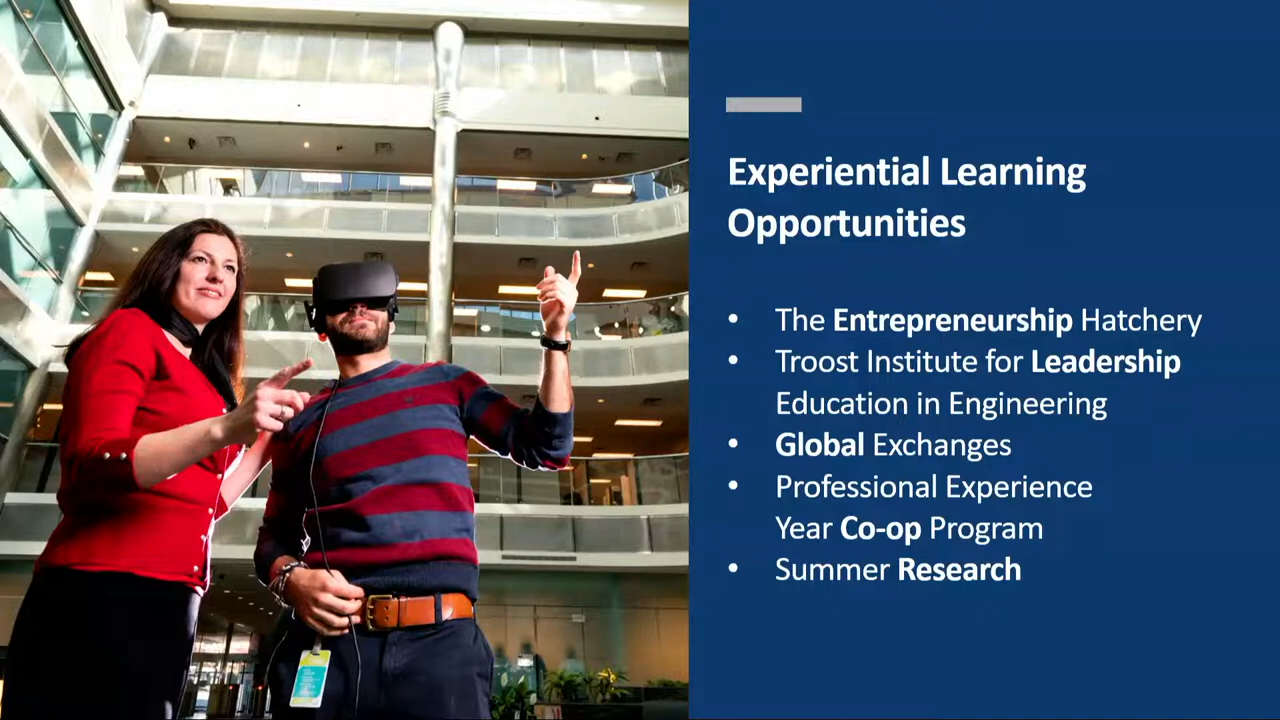 Experiential Learning
Opportunities
• The Entrepreneurship Hatchery
• Troost Institute for Leadership
Education in Engineering
• Global Exchanges
• Professional Experience
Year Co-op Program
• Summer Research